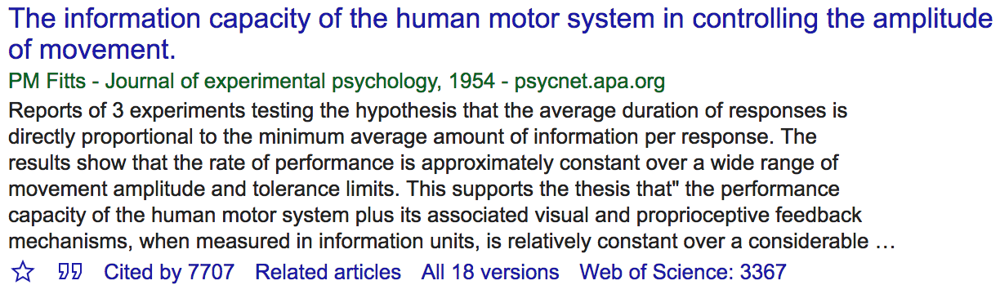 The information capacity of the human motor system in controlling the amplitude
of movement.
PM Fitts - Journal of experimental psychology, 1954 - psycnet.apa.org
Reports of 3 experiments testing the hypothesis that the average duration of responses is
directly proportional to the minimum average amount of information per response. The
results show that the rate of performance is approximately constant over a wide range of
movement amplitude and tolerance limits. This supports the thesis that" the performance
capacity of the human motor system plus its associated visual and proprioceptive feedback
mechanisms, when measured in information units, is relatively constant over a considerable …
Cited by 7707 Related articles All 18 versions Web of Science: 3367